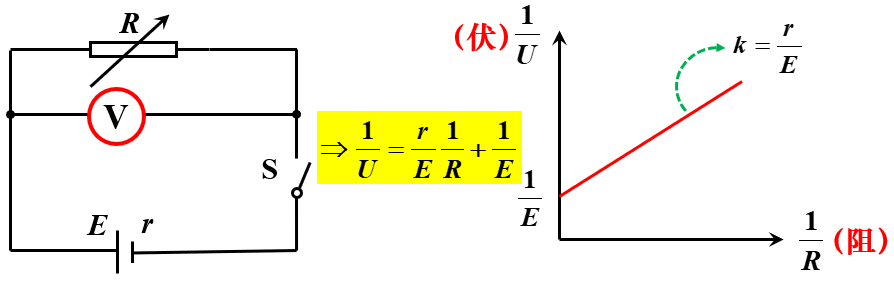 R
V
S
E r
⇒ 1/U = r/E 1/R + 1/E
(伏) 1/U
k = r/E
1/E
1/R (阻)